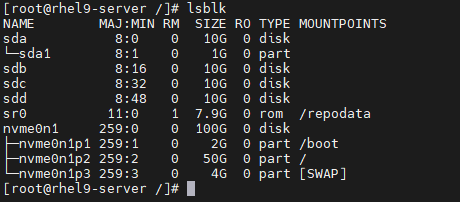 [root@rhel9-server /]# lsblk
NAME        MAJ:MIN RM  SIZE RO TYPE MOUNTPOINTS
sda           8:0    0   10G  0 disk
└─sda1        8:1    0    1G  0 part
sdb           8:16   0   10G  0 disk
sdc           8:32   0   10G  0 disk
sdd           8:48   0   10G  0 disk
sr0          11:0    1  7.9G  0 rom  /repodata
nvme0n1     259:0    0  100G  0 disk
├─nvme0n1p1 259:1    0    2G  0 part /boot
├─nvme0n1p2 259:2    0   50G  0 part /
└─nvme0n1p3 259:3    0    4G  0 part [SWAP]
[root@rhel9-server /]#